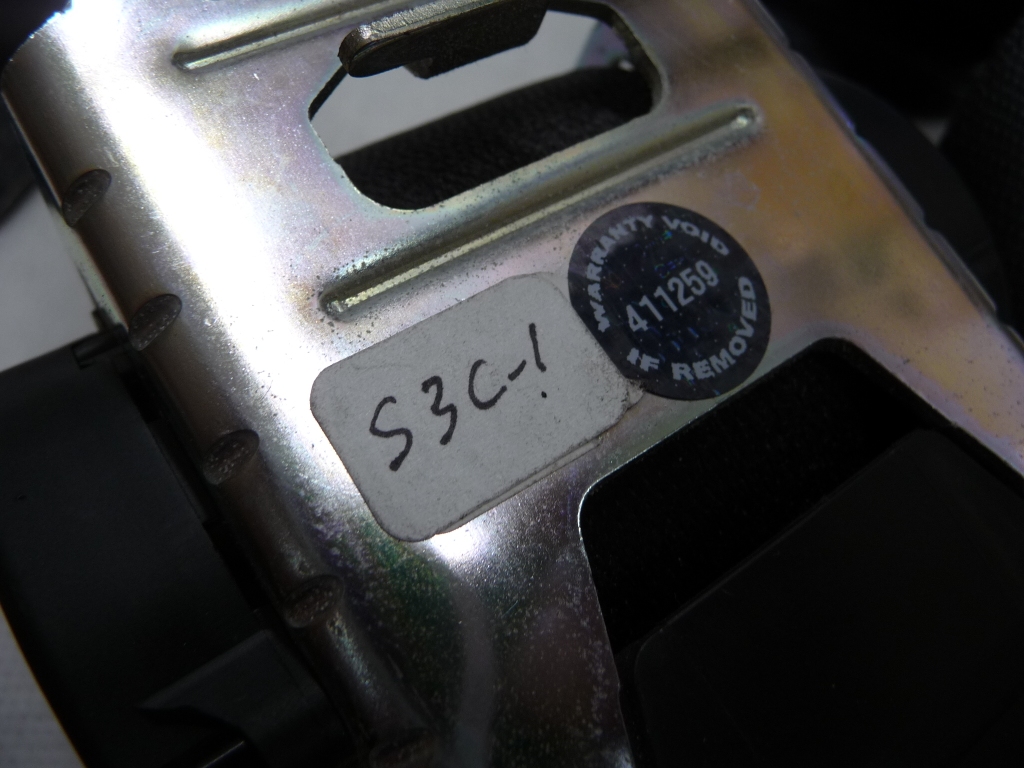 WARRANTY VOID
411259
IF REMOVED
S3C-1